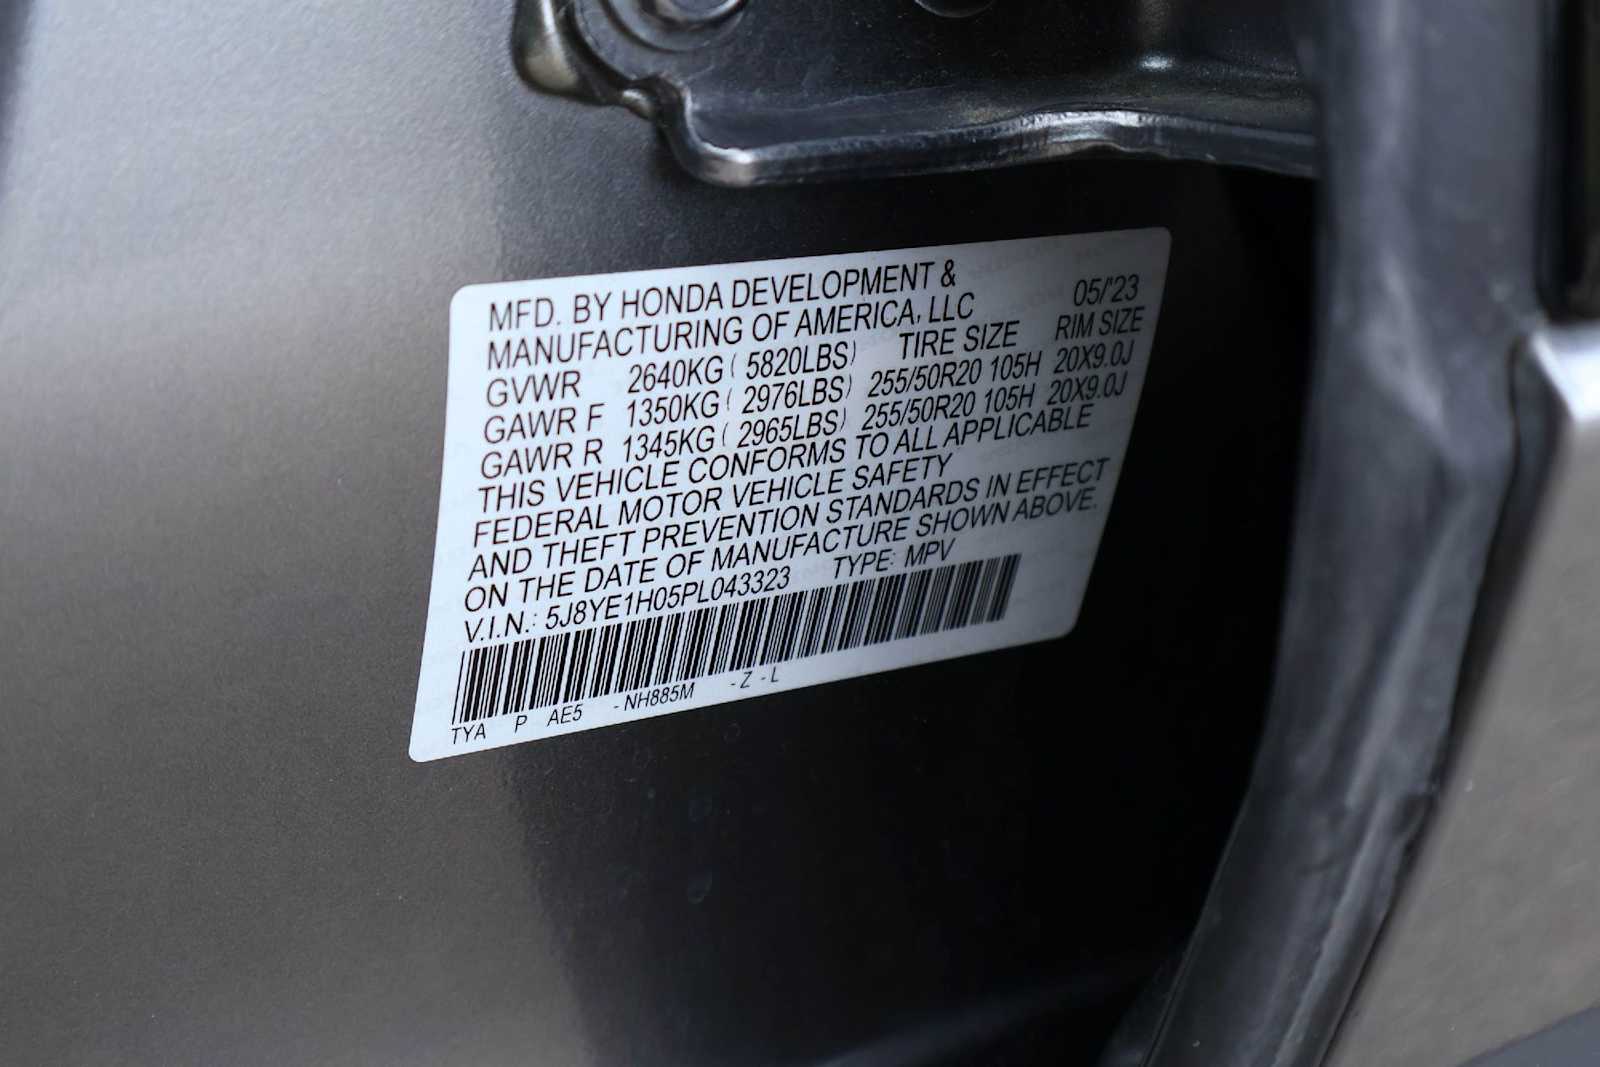 MFD. BY HONDA DEVELOPMENT &
MANUFACTURING OF AMERICA, LLC 05/'23
GVWR 2640KG ( 5820LBS) TIRE SIZE RIM SIZE
GAWR F 1350KG ( 2976LBS) 255/50R20 105H 20X9.0J
GAWR R 1345KG ( 2965LBS) 255/50R20 105H 20X9.0J
THIS VEHICLE CONFORMS TO ALL APPLICABLE
FEDERAL MOTOR VEHICLE SAFETY
AND THEFT PREVENTION STANDARDS IN EFFECT
ON THE DATE OF MANUFACTURE SHOWN ABOVE.
V.I.N.: 5J8YE1H05PL043323 TYPE: MPV
TYA P AE5 -NH885M -Z-L